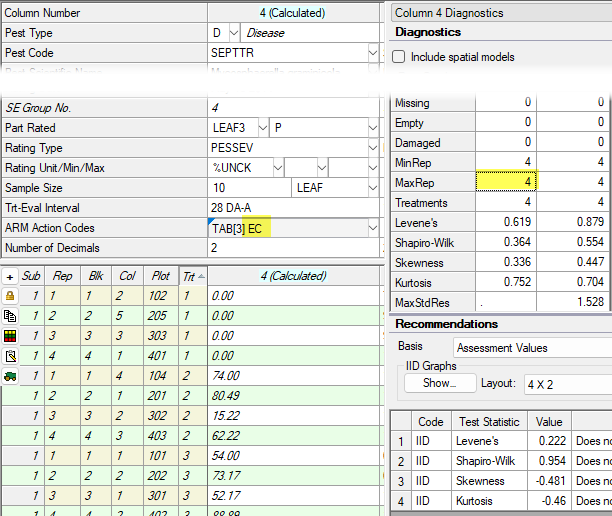 Column Number 4 (Calculated)
Pest Type D Disease
Pest Code SEPTTR
SE Group No. 4
Part Rated LEAF3 P
Rating Type PESSEV
Rating Unit/Min/Max %UNCK
Sample Size 10 LEAF
Trt-Eval Interval 28 DA-A
ARM Action Codes TAB[3] EC
Number of Decimals 2
+ Sub Rep Blk Col Plot Trt 4 (Calculated)
1 1 1 2 102 1 0.00
1 2 2 5 205 1 0.00
1 3 3 3 303 1 0.00
1 4 4 1 401 1 0.00
1 1 1 4 104 2 74.00
1 2 2 1 201 2 80.49
1 3 3 2 302 2 15.22
1 4 4 3 403 2 62.22
1 1 1 1 101 3 54.00
1 2 2 2 202 3 73.17
1 3 3 1 301 3 52.17
1 4 4 2 402 3 88.89
Column 4 Diagnostics
Diagnostics
Include spatial models
Missing 0 0
Empty 0 0
Damaged 0 0
MinRep 4 4
MaxRep 4 4
Treatments 4 4
Levene's 0.619 0.879
Shapiro-Wilk 0.364 0.554
Skewness 0.336 0.447
Kurtosis 0.752 0.704
MaxStdRes . 1.528
Recommendations
Basis Assessment Values
IID Graphs
Show... Layout: 4 X 2
Code Test Statistic Value
1 IID Levene's 0.222 Does no
2 IID Shapiro-Wilk 0.954 Does no
3 IID Skewness -0.481 Does no
4 IID Kurtosis -0.46 Does no